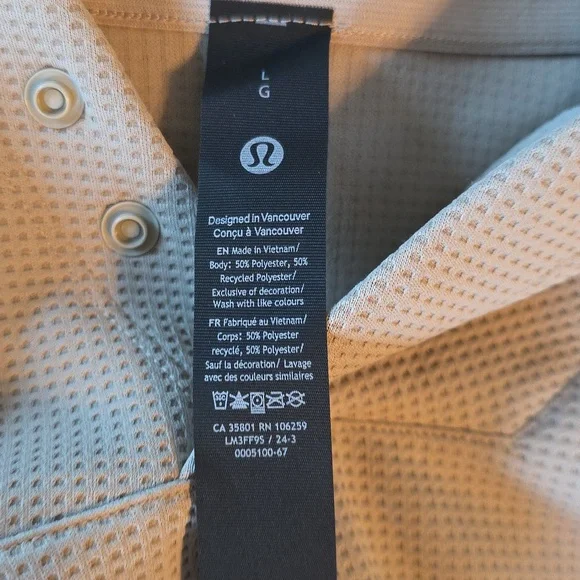 L
G
Designed in Vancouver
Conçu à Vancouver
EN Made in Vietnam/
Body: 50% Polyester, 50%
Recycled Polyester/
Exclusive of decoration/
Wash with like colours
FR Fabriqué au Vietnam/
Corps: 50% Polyester
recyclé, 50% Polyester/
Sauf la décoration/ Lavage
avec des couleurs similaires
CA 35801 RN 106259
LM3FF9S / 24-3
0005100-67